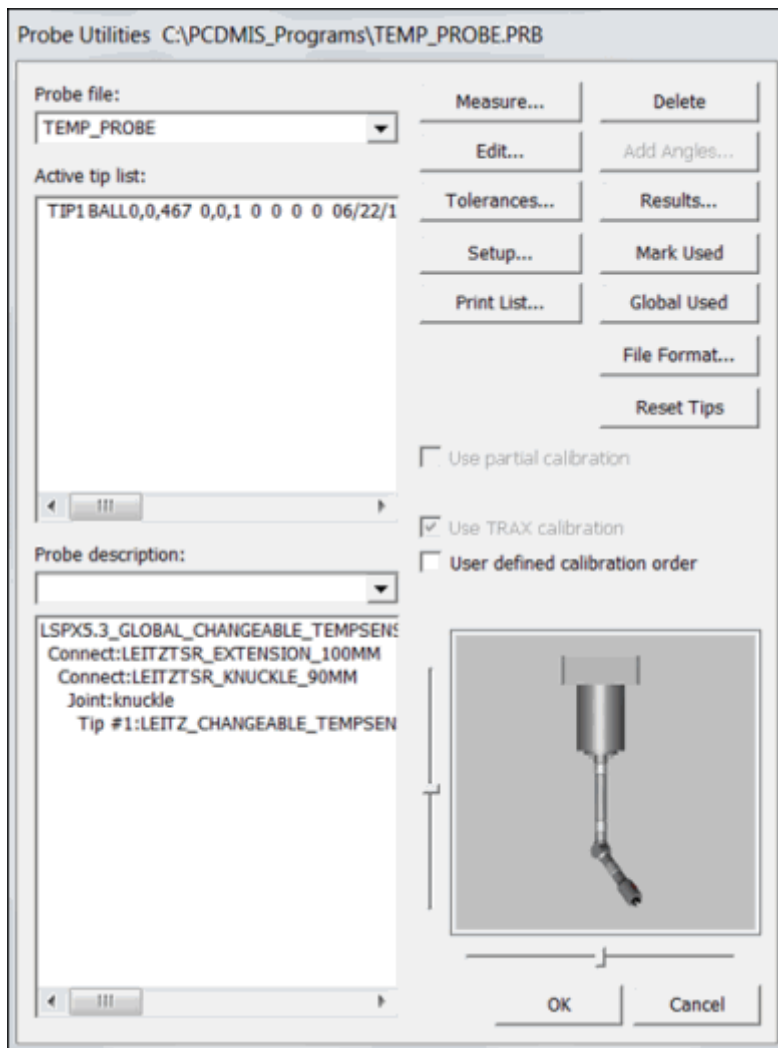 Probe Utilities C:\PCDMIS_Programs\TEMP_PROBE.PRB
Probe file:
TEMP_PROBE
Active tip list:
TIP1 BALL0,0,467 0,0,1 0 0 0 0 06/22/1
Measure...
Delete
Edit...
Add Angles...
Tolerances...
Results...
Setup...
Mark Used
Print List...
Global Used
File Format...
Reset Tips
Use partial calibration
Use TRAX calibration
User defined calibration order
Probe description:
LSPX5.3_GLOBAL_CHANGEABLE_TEMPSENS
Connect:LEITZTSR_EXTENSION_100MM
Connect:LEITZTSR_KNUCKLE_90MM
Joint:knuckle
Tip #1:LEITZ_CHANGEABLE_TEMPSEN
OK
Cancel